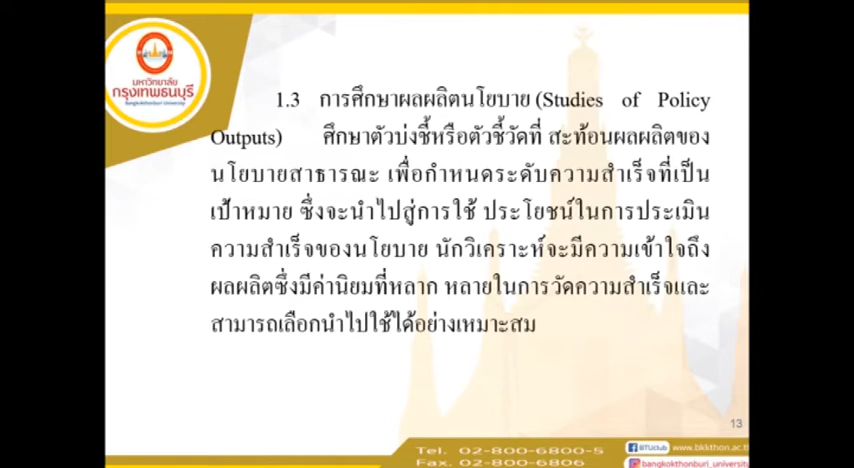 มหาวิทยาลัย
กรุงเทพธนบุรี
Bangkokthonburi University
1.3 การศึกษาผลผลิตนโยบาย (Studies of Policy
Outputs) ศึกษาตัวบ่งชี้หรือตัวชี้วัดที่ สะท้อนผลผลิตของ
นโยบายสาธารณะ เพื่อกำหนดระดับความสำเร็จที่เป็น
เป้าหมาย ซึ่งจะนำไปสู่การใช้ ประโยชน์ในการประเมิน
ความสำเร็จของนโยบาย นักวิเคราะห์จะมีความเข้าใจถึง
ผลผลิตซึ่งมีค่านิยมที่หลาก หลายในการวัดความสำเร็จและ
สามารถเลือกนำไปใช้ได้อย่างเหมาะสม
13
Tel. 02-800-6800-5
Fax. 02-800-6806
BTUclub www.bkkthon.ac.t
bangkokthonburi_university